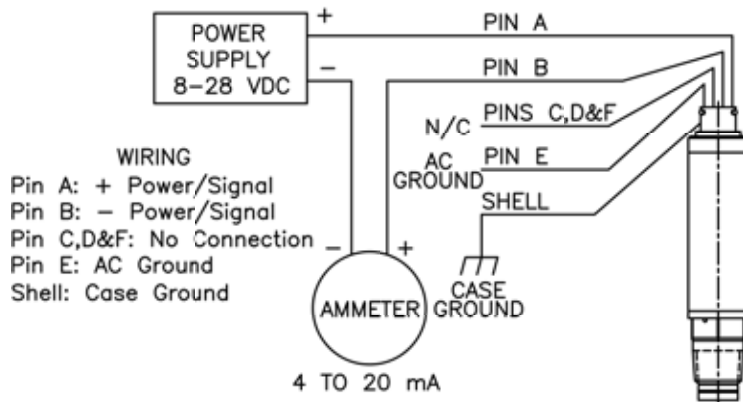 POWER
SUPPLY
8-28 VDC
+
-
PIN A
PIN B
N/C
PINS C,D&F
AC
GROUND
PIN E
SHELL
CASE
GROUND
WIRING
Pin A: + Power/Signal
Pin B: - Power/Signal
Pin C,D&F: No Connection
Pin E: AC Ground
Shell: Case Ground
-
+
AMMETER
4 TO 20 mA